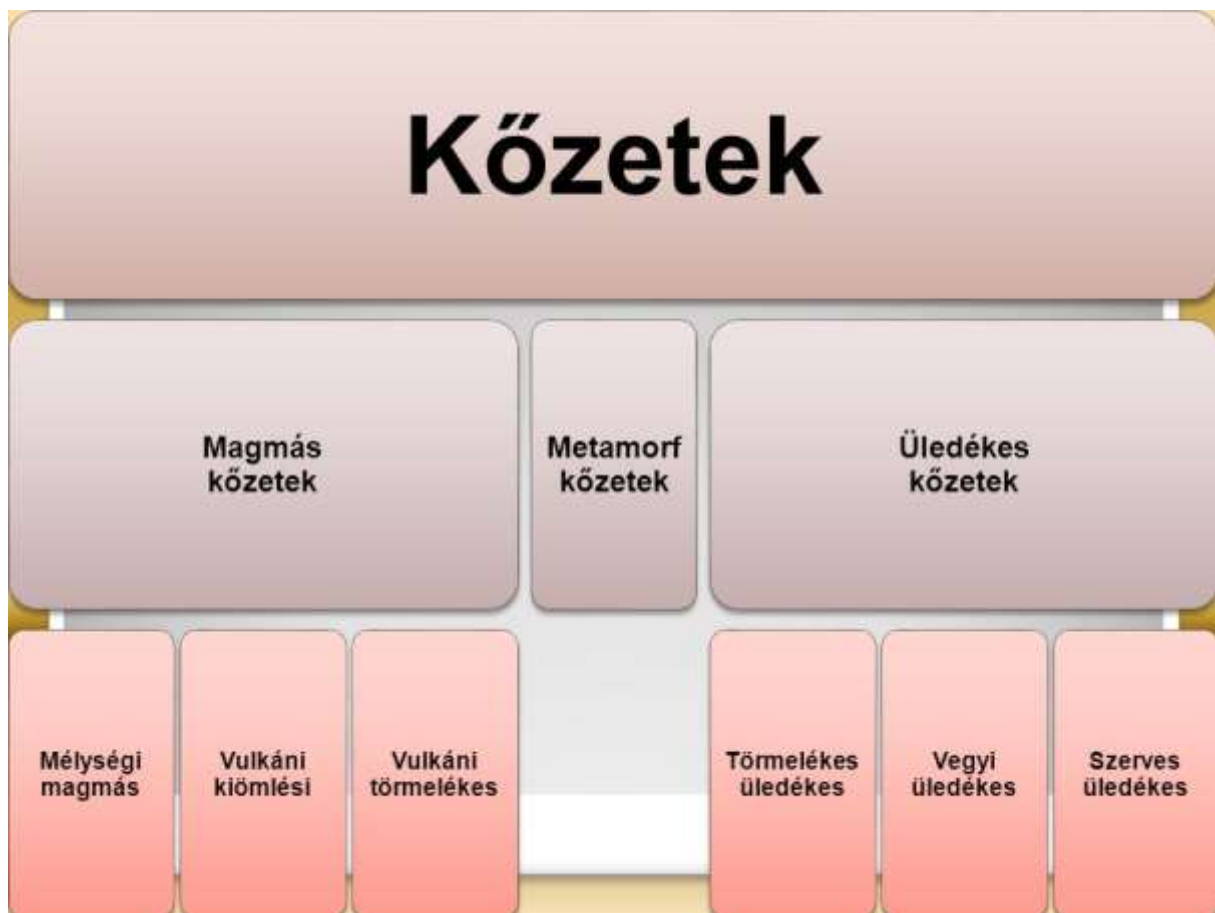 Kőzetek
Magmás
kőzetek
Metamorf
kőzetek
Üledékes
kőzetek
Mélységi
magmás
Vulkáni
kiömlési
Vulkáni
törmelékes
Törmelékes
üledékes
Vegyi
üledékes
Szerves
üledékes